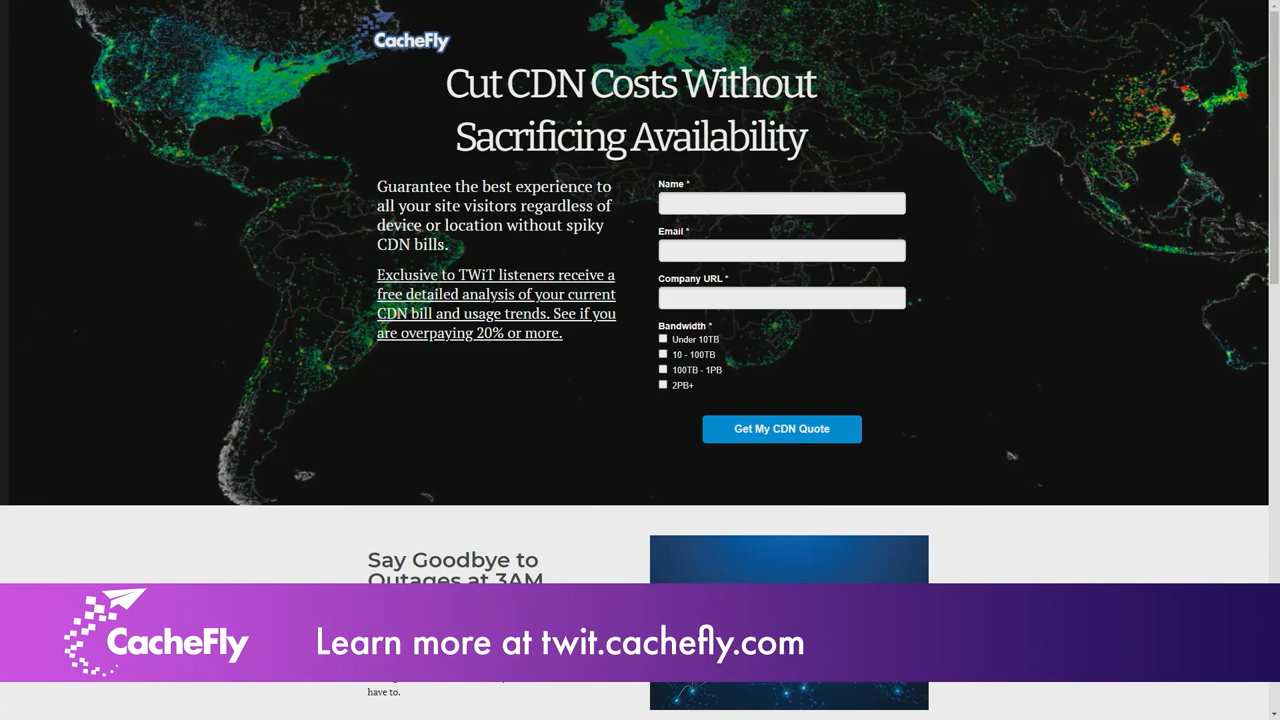 CacheFly
Cut CDN Costs Without
Sacrificing Availability
Guarantee the best experience to
all your site visitors regardless of
device or location without spiky
CDN bills.
Exclusive to TWiT listeners receive a
free detailed analysis of your current
CDN bill and usage trends. See if you
are overpaying 20% or more.
Name *
Email *
Company URL *
Bandwidth *
Under 10TB
10 - 100TB
100TB - 1PB
2PB+
Get My CDN Quote
Say Goodbye to
Outages at 3AM
CacheFly
Learn more at twit.cachefly.com
have to.